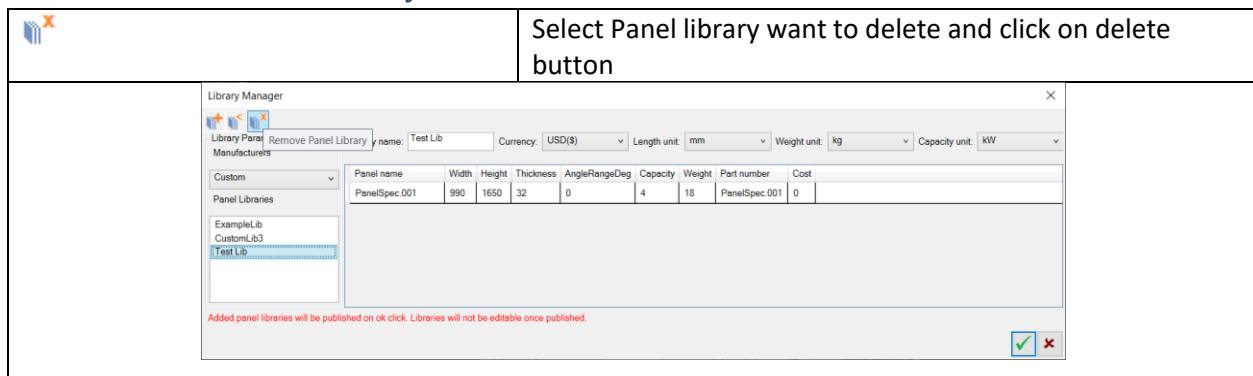 Select Panel library want to delete and click on delete
button
Library Manager
Remove Panel Library
Library Para
y name: Test Lib Currency: USD($) Length unit: mm Weight unit: kg Capacity unit: kW
Manufacturers
Custom
Panel Libraries
ExampleLib
CustomLib3
Test Lib
Panel name Width Height Thickness AngleRangeDeg Capacity Weight Part number Cost
PanelSpec.001 990 1650 32 0 4 18 PanelSpec.001 0
Added panel libraries will be published on ok click. Libraries will not be editable once published.